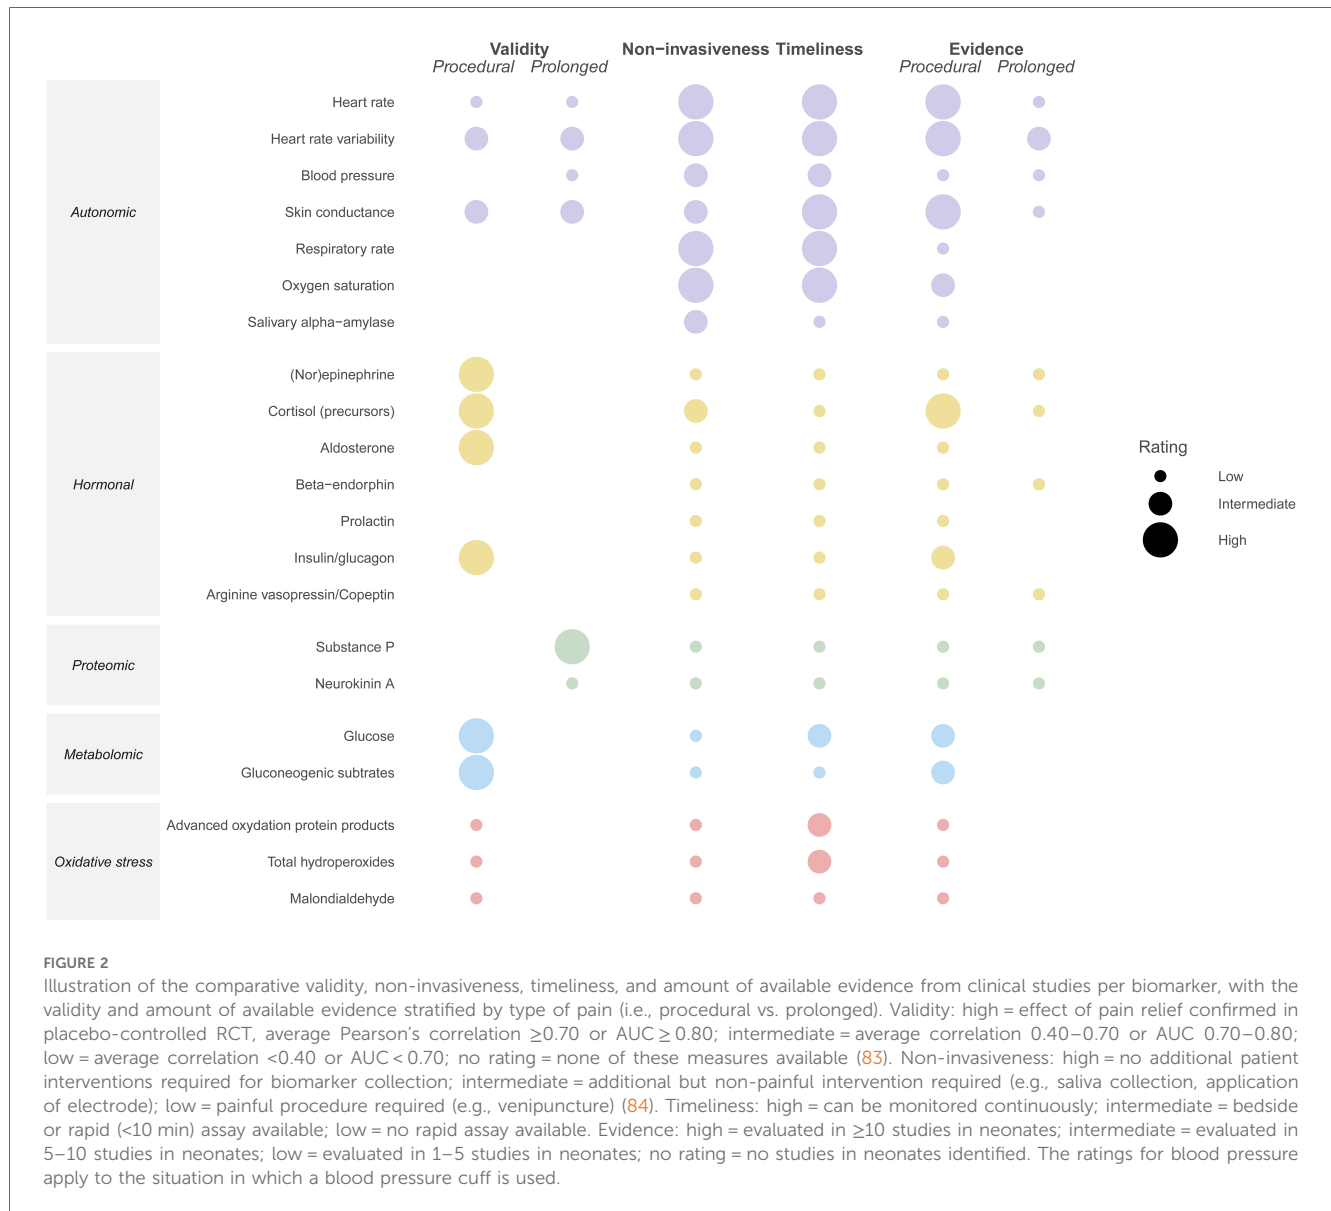 Validity Non−invasiveness Timeliness Evidence
Procedural Prolonged Procedural Prolonged
Autonomic
Heart rate
Heart rate variability
Blood pressure
Skin conductance
Respiratory rate
Oxygen saturation
Salivary alpha−amylase
Hormonal
(Nor)epinephrine
Cortisol (precursors)
Aldosterone
Beta−endorphin
Prolactin
Insulin/glucagon
Arginine vasopressin/Copeptin
Proteomic
Substance P
Neurokinin A
Metabolomic
Glucose
Gluconeogenic subtrates
Oxidative stress
Advanced oxydation protein products
Total hydroperoxides
Malondialdehyde
Rating
Low
Intermediate
High
FIGURE 2
Illustration of the comparative validity, non-invasiveness, timeliness, and amount of available evidence from clinical studies per biomarker, with the
validity and amount of available evidence stratified by type of pain (i.e., procedural vs. prolonged). Validity: high = effect of pain relief confirmed in
placebo-controlled RCT, average Pearson's correlation ≥0.70 or AUC ≥ 0.80; intermediate = average correlation 0.40–0.70 or AUC 0.70–0.80;
low = average correlation <0.40 or AUC < 0.70; no rating = none of these measures available (83). Non-invasiveness: high = no additional patient
interventions required for biomarker collection; intermediate = additional but non-painful intervention required (e.g., saliva collection, application
of electrode); low = painful procedure required (e.g., venipuncture) (84). Timeliness: high = can be monitored continuously; intermediate = bedside
or rapid (<10 min) assay available; low = no rapid assay available. Evidence: high = evaluated in ≥10 studies in neonates; intermediate = evaluated in
5–10 studies in neonates; low = evaluated in 1–5 studies in neonates; no rating = no studies in neonates identified. The ratings for blood pressure
apply to the situation in which a blood pressure cuff is used.